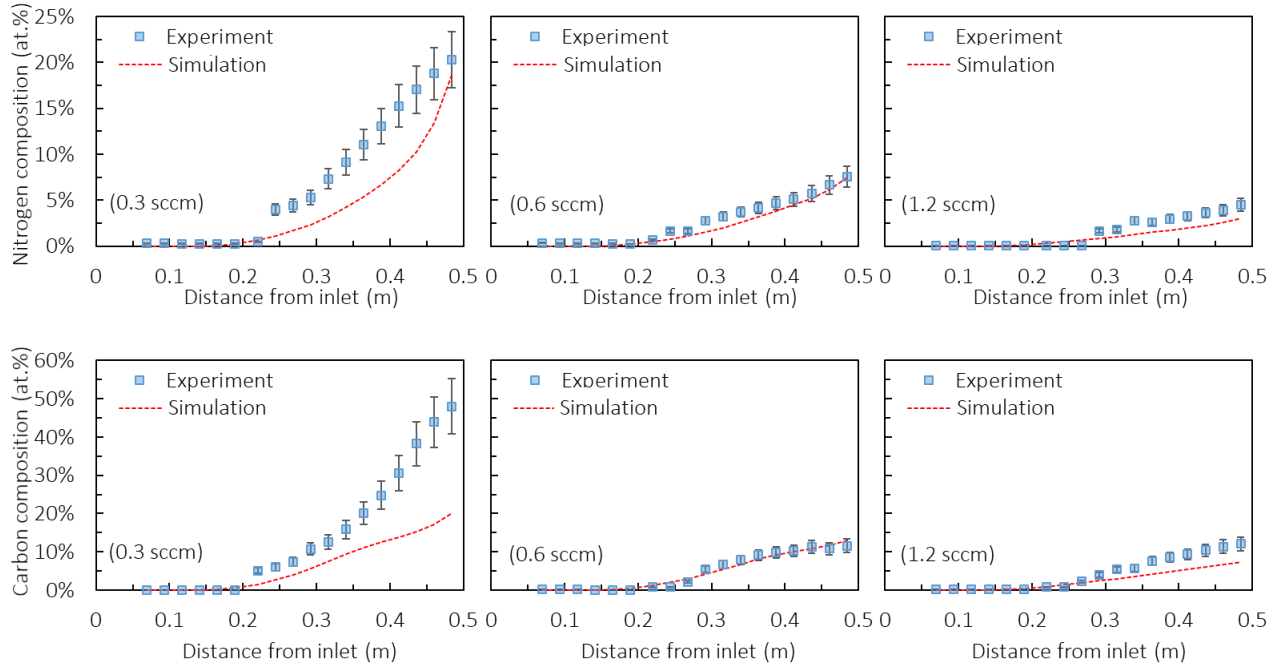 Nitrogen composition (at.%)
25%
20%
15%
10%
5%
0%
Experiment
Simulation
(0.3 sccm)
0 0.1 0.2 0.3 0.4 0.5
Distance from inlet (m)
Experiment
Simulation
(0.6 sccm)
0 0.1 0.2 0.3 0.4 0.5
Distance from inlet (m)
Experiment
Simulation
(1.2 sccm)
0 0.1 0.2 0.3 0.4 0.5
Distance from inlet (m)
Carbon composition (at.%)
60%
50%
40%
30%
20%
10%
0%
Experiment
Simulation
(0.3 sccm)
0 0.1 0.2 0.3 0.4 0.5
Distance from inlet (m)
Experiment
Simulation
(0.6 sccm)
0 0.1 0.2 0.3 0.4 0.5
Distance from inlet (m)
Experiment
Simulation
(1.2 sccm)
0 0.1 0.2 0.3 0.4 0.5
Distance from inlet (m)